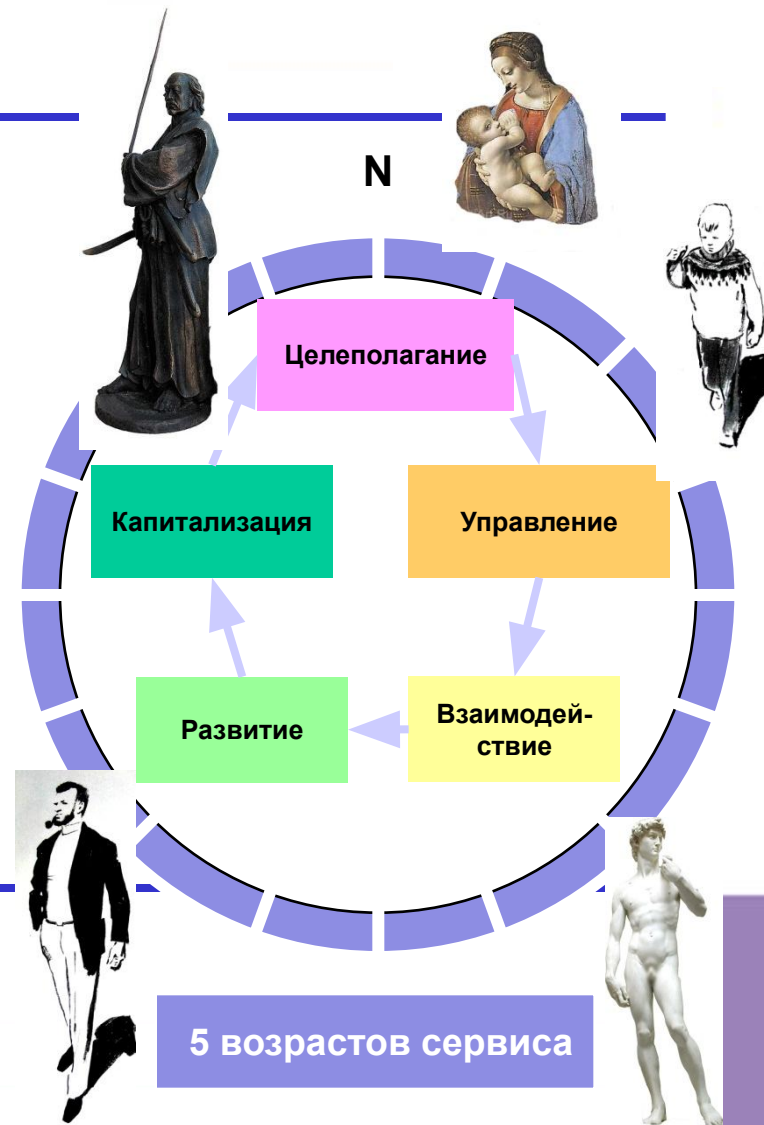 N
Целеполагание
Капитализация
Управление
Развитие
Взаимодей-
ствие
5 возрастов сервиса